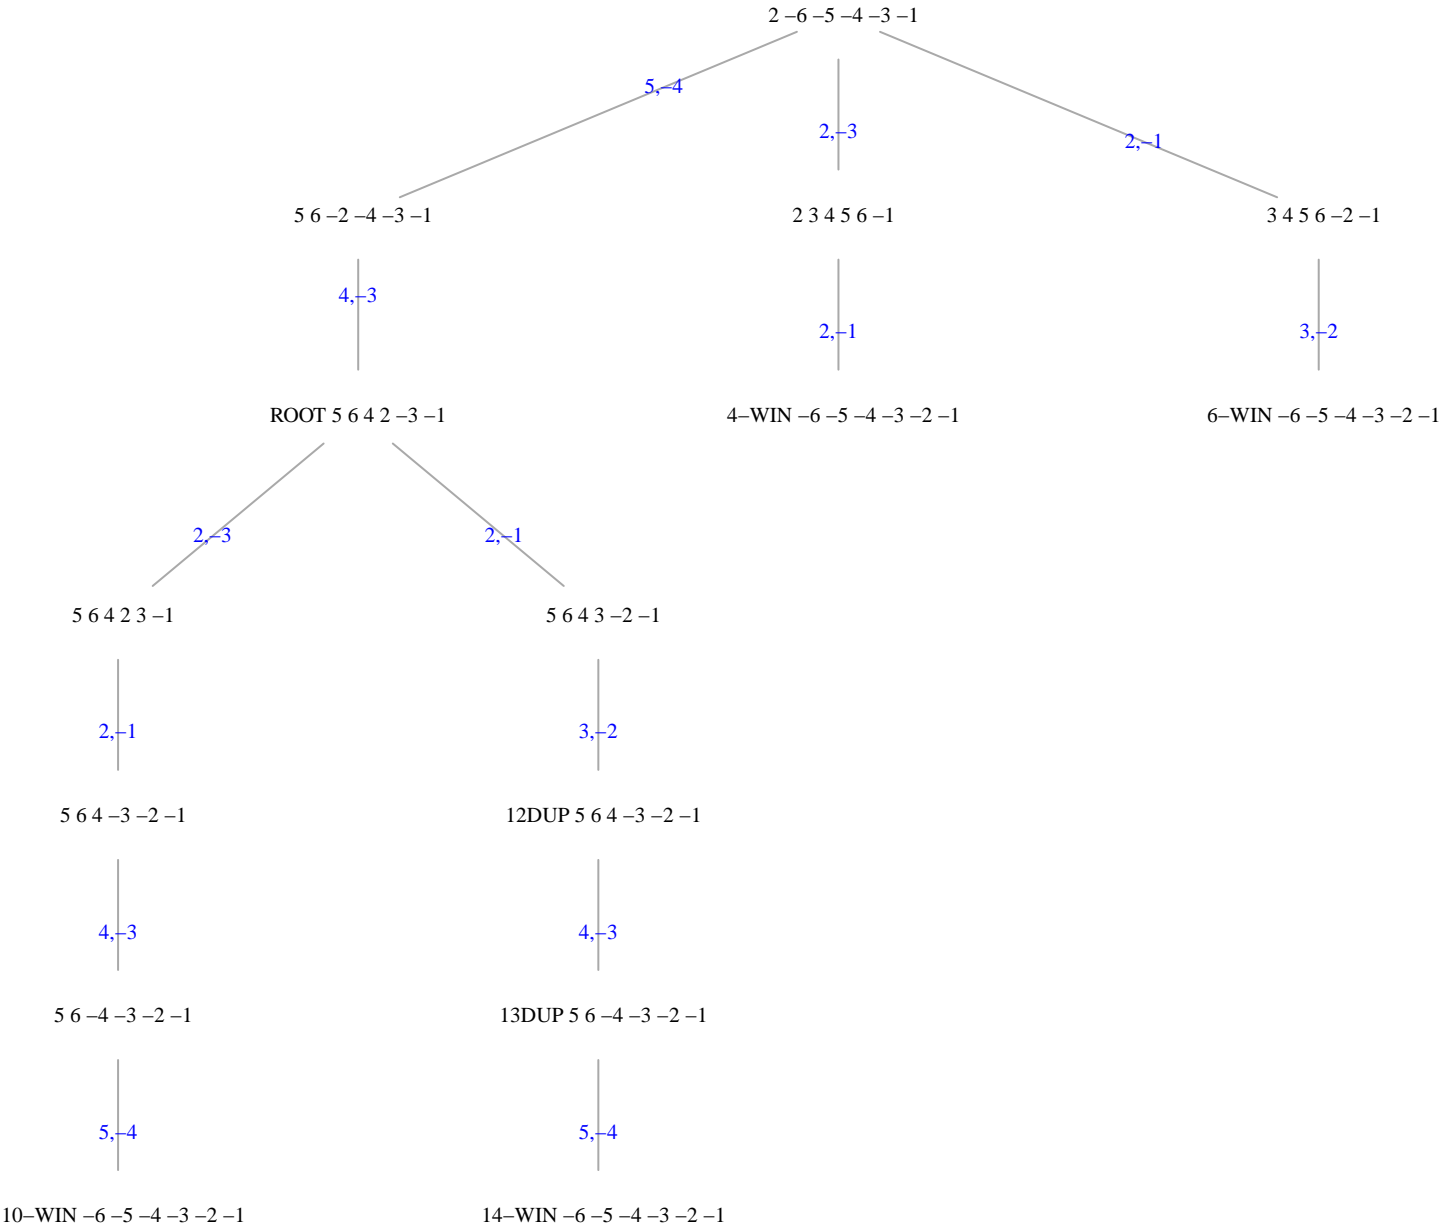 2 –6 –5 –4 –3 –1
5,–4
2,–3
2,–1
5 6 –2 –4 –3 –1
2 3 4 5 6 –1
3 4 5 6 –2 –1
4,–3
2,–1
3,–2
ROOT 5 6 4 2 –3 –1
4–WIN –6 –5 –4 –3 –2 –1
6–WIN –6 –5 –4 –3 –2 –1
2,–3
2,–1
5 6 4 2 3 –1
5 6 4 3 –2 –1
2,–1
3,–2
5 6 4 –3 –2 –1
12DUP 5 6 4 –3 –2 –1
4,–3
4,–3
5 6 –4 –3 –2 –1
13DUP 5 6 –4 –3 –2 –1
5,–4
5,–4
10–WIN –6 –5 –4 –3 –2 –1
14–WIN –6 –5 –4 –3 –2 –1